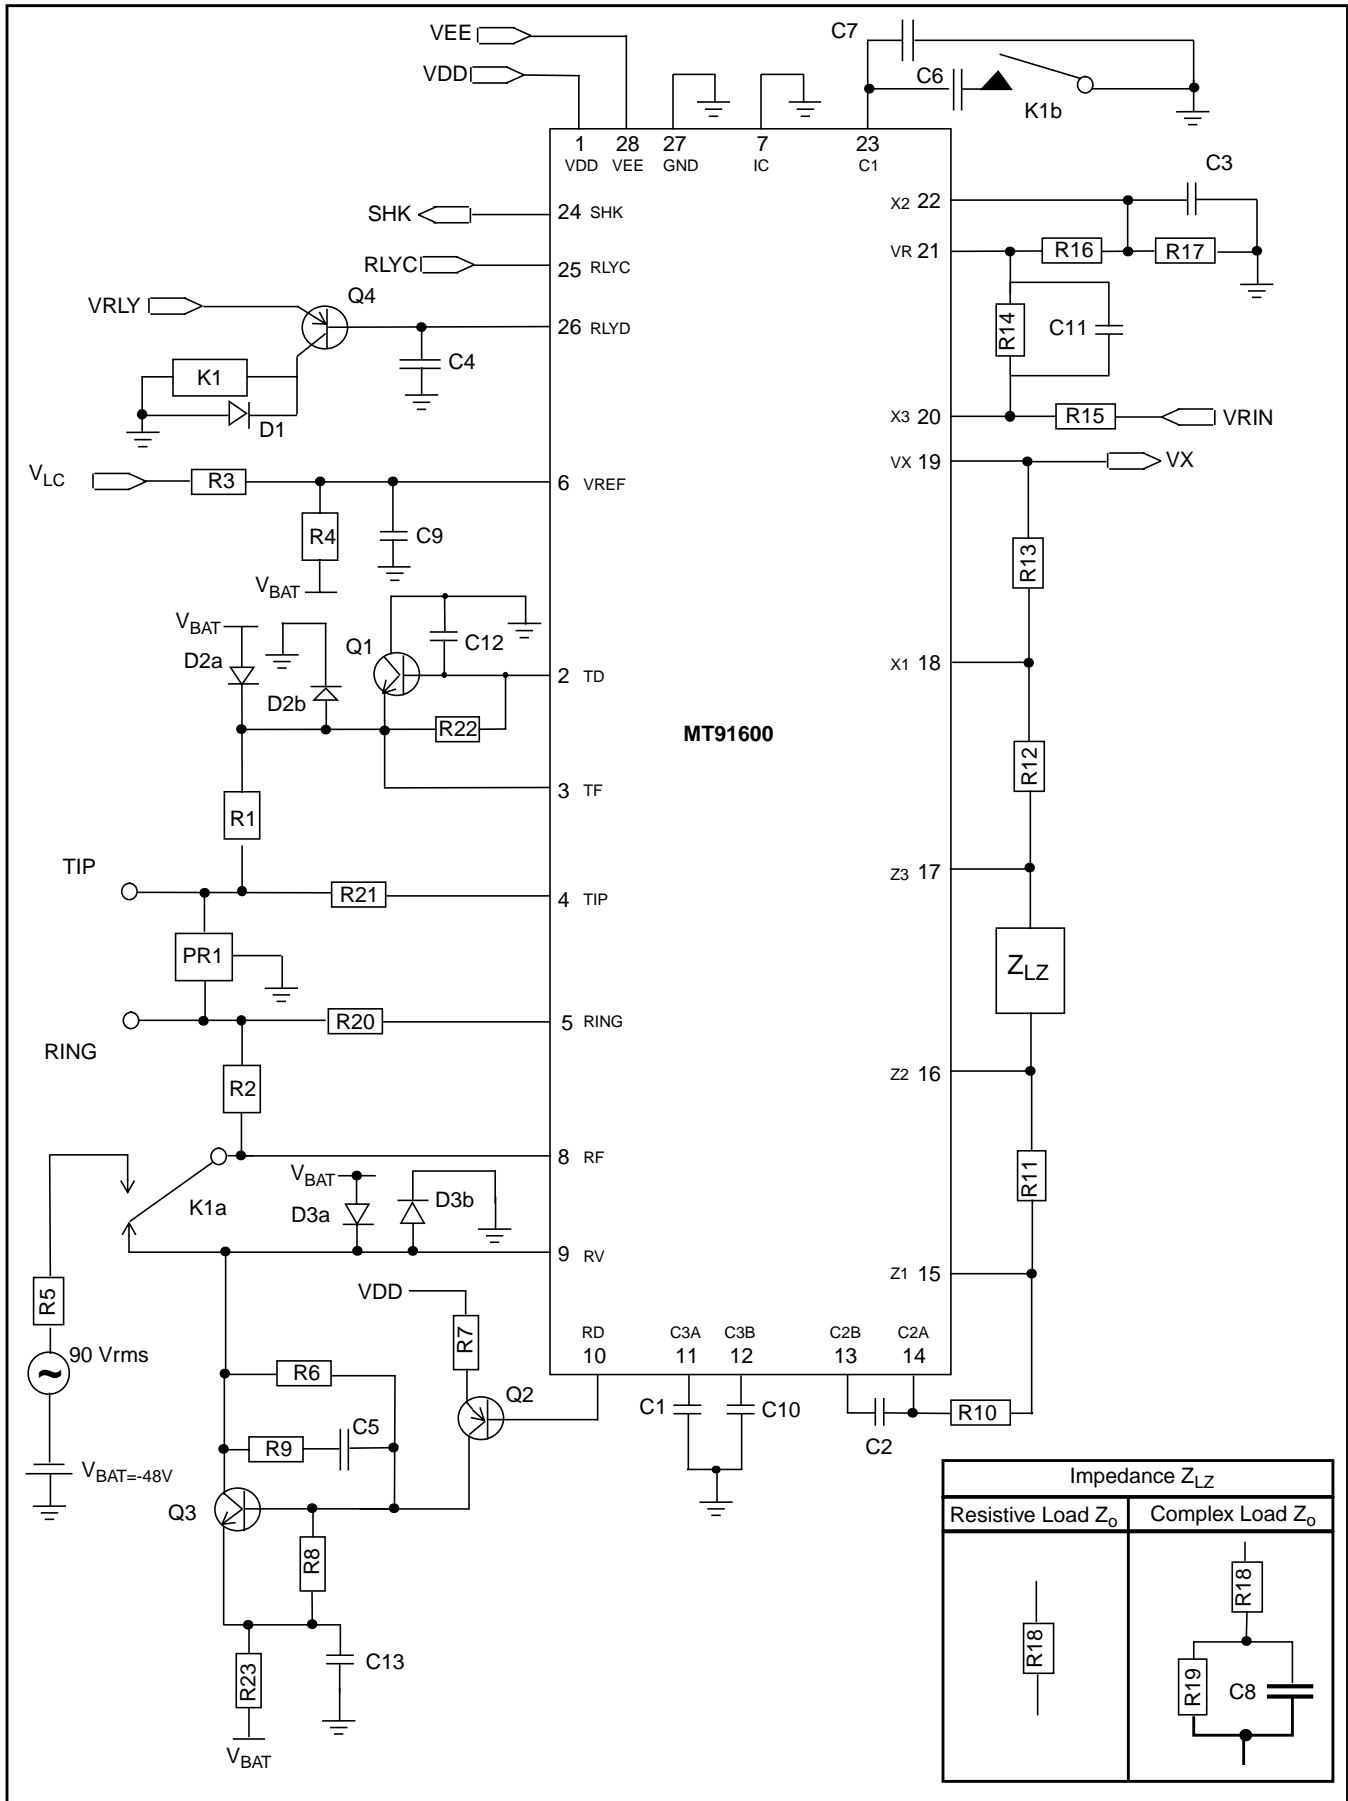 VEE
VDD
C7
C6
K1b
1
28
27
7
23
VDD
VEE
GND
IC
C1
C3
SHK
24 SHK
X2 22
RLYC
25 RLYC
VR 21
R16
R17
VRLY
Q4
26 RLYD
R14
C11
K1
C4
D1
X3 20
R15
VRIN
VLC
R3
6 VREF
VX 19
VX
R4
C9
R13
VBAT
VBAT
Q1
C12
D2a
2 TD
X1 18
D2b
R22
MT91600
R12
3 TF
R1
TIP
R21
4 TIP
Z3 17
PR1
ZLZ
RING
R20
5 RING
R2
Z2 16
8 RF
VBAT
K1a
D3a
D3b
R11
9 RV
Z1 15
R5
VDD
R7
RD
C3A
C3B
C2B
C2A
10
11
12
13
14
90 Vrms
R6
Q2
C1
C10
C2
R10
R9
C5
VBAT=-48V
Q3
R8
C13
R23
VBAT
Impedance ZLZ
Resistive Load Zo
Complex Load Zo
R18
R18
R19
C8